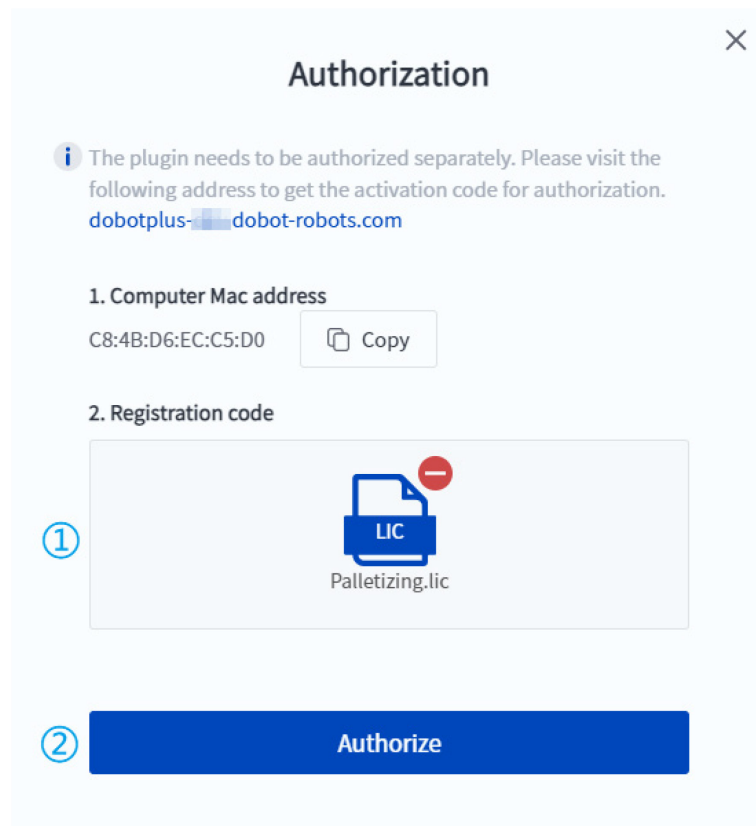 Authorization
i
The plugin needs to be authorized separately. Please visit the
following address to get the activation code for authorization.
dobotplus- dobot-robots.com
1. Computer Mac address
C8:4B:D6:EC:C5:D0 Copy
2. Registration code
①
LIC
Palletizing.lic
② Authorize